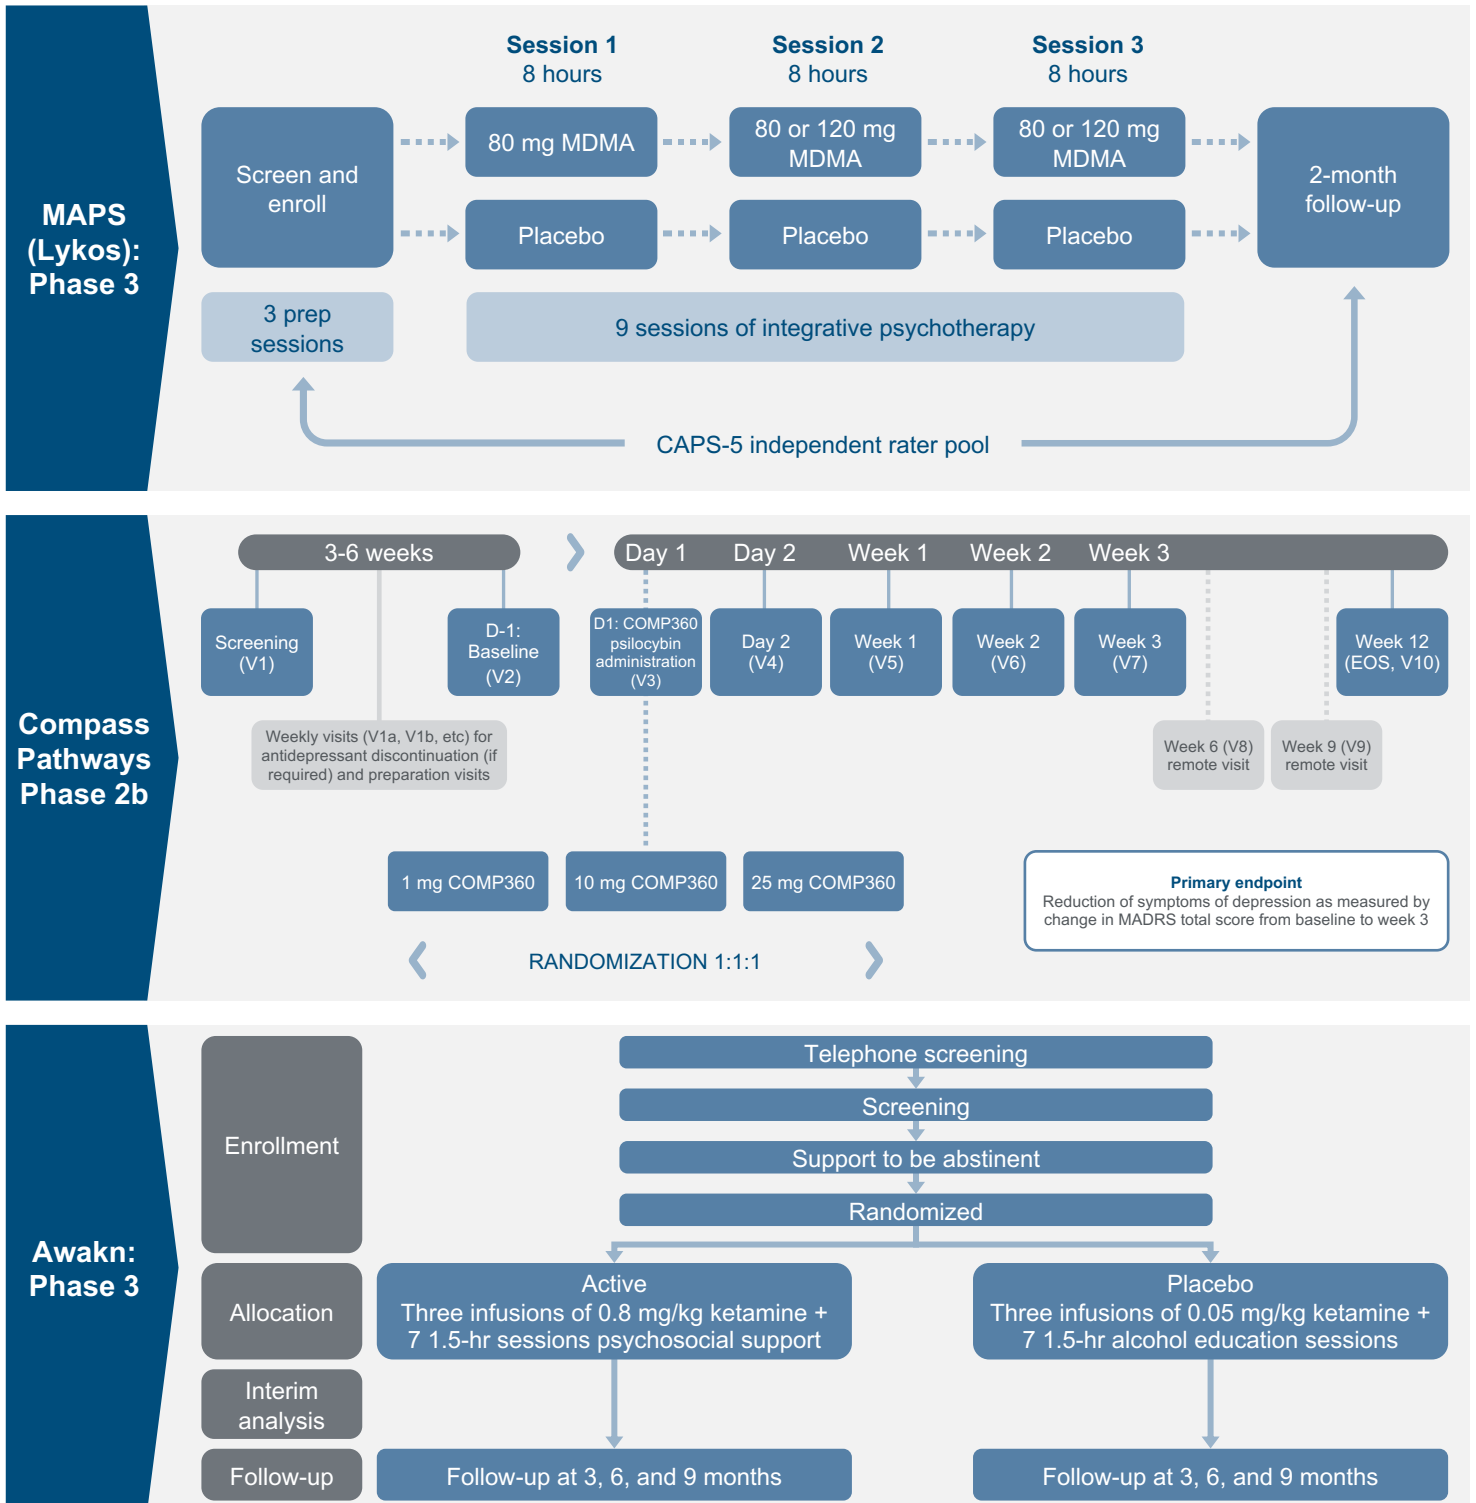 MAPS
(Lykos):
Phase 3
Session 1
8 hours
Session 2
8 hours
Session 3
8 hours
Screen and
enroll
80 mg MDMA
80 or 120 mg
MDMA
80 or 120 mg
MDMA
Placebo
Placebo
Placebo
2-month
follow-up
3 prep
sessions
9 sessions of integrative psychotherapy
CAPS-5 independent rater pool
Compass
Pathways
Phase 2b
3-6 weeks
Day 1
Day 2
Week 1
Week 2
Week 3
Screening
(V1)
D-1:
Baseline
(V2)
D1: COMP360
psilocybin
administration
(V3)
Day 2
(V4)
Week 1
(V5)
Week 2
(V6)
Week 3
(V7)
Week 12
(EOS, V10)
Weekly visits (V1a, V1b, etc) for
antidepressant discontinuation (if
required) and preparation visits
Week 6 (V8)
remote visit
Week 9 (V9)
remote visit
1 mg COMP360
10 mg COMP360
25 mg COMP360
RANDOMIZATION 1:1:1
Primary endpoint
Reduction of symptoms of depression as measured by
change in MADRS total score from baseline to week 3
Awakn:
Phase 3
Enrollment
Telephone screening
Screening
Support to be abstinent
Randomized
Allocation
Active
Three infusions of 0.8 mg/kg ketamine +
7 1.5-hr sessions psychosocial support
Placebo
Three infusions of 0.05 mg/kg ketamine +
7 1.5-hr alcohol education sessions
Interim
analysis
Follow-up
Follow-up at 3, 6, and 9 months
Follow-up at 3, 6, and 9 months